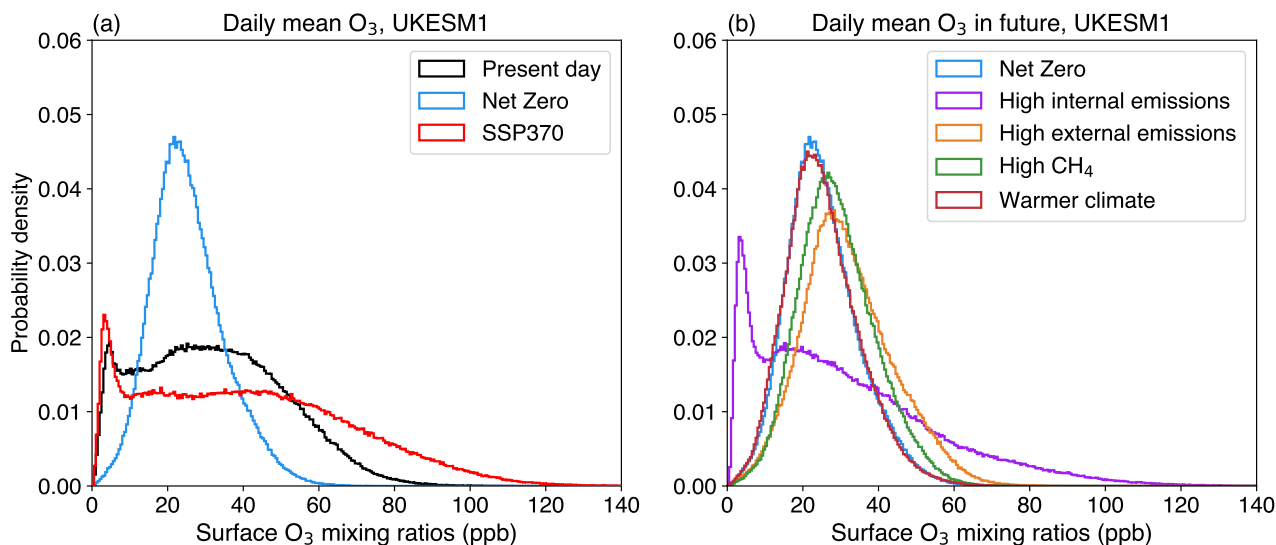 (a) Daily mean O₃, UKESM1
0.06
0.05
0.04
0.03
0.02
0.01
0.00
Probability density
Present day
Net Zero
SSP370
0 20 40 60 80 100 120 140
Surface O₃ mixing ratios (ppb)
(b) Daily mean O₃ in future, UKESM1
0.06
0.05
0.04
0.03
0.02
0.01
0.00
Net Zero
High internal emissions
High external emissions
High CH₄
Warmer climate
0 20 40 60 80 100 120 140
Surface O₃ mixing ratios (ppb)